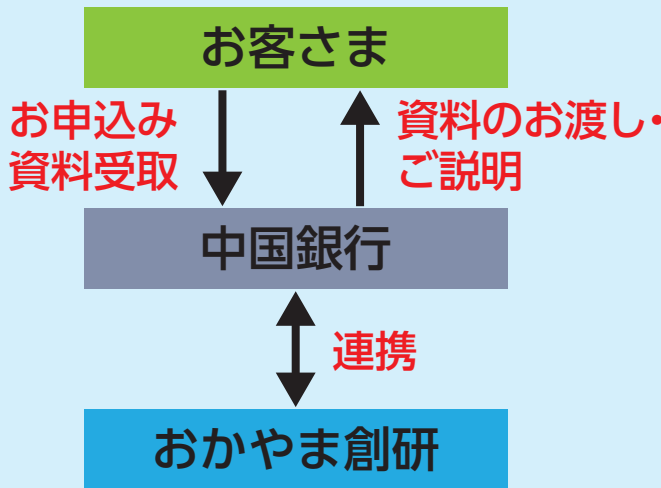 お客さま
お申込み
資料受取
資料のお渡し・
ご説明
中国銀行
連携
おかやま創研